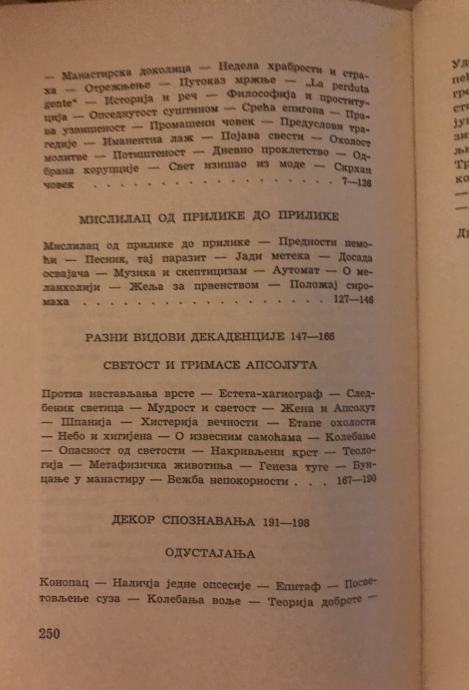 — Манастирска доколица — Недела храбрости и стра-
ха — Отрежњење — Путоказ мржње — „La perduta
gente“ — Историја и реч — Философија и проститу-
ција — Опседнутост суштином — Срећа епигона — Пра-
ва узвишеност — Промашени човек — Предуслови тра-
гедије — Иманентна лаж — Појава свести — Охолост
молитве — Потиштеност — Дневно проклетство — Од-
брана корупције — Свет изишао из моде — Скрхан
човек . . . . . . . . . . . . . . . . . . . . 7—126
МИСЛИЛАЦ ОД ПРИЛИКЕ ДО ПРИЛИКЕ
Мислилац од прилике до прилике — Предности немо-
ћи — Песник, тај паразит — Јади метека — Досада
освајача — Музика и скептицизам — Аутомат — О ме-
ланхолији — Жеља за првенством — Положај сиро-
маха . . . . . . . . . . . . . . . . . . . . 127—146
РАЗНИ ВИДОВИ ДЕКАДЕНЦИЈЕ 147—166
СВЕТОСТ И ГРИМАСЕ АПСОЛУТА
Против настављања врсте — Естета-хагиограф — След-
беник светица — Мудрост и светост — Жена и Апсолут
— Шпанија — Хистерија вечности — Етапе охолости
— Небо и хигијена — О извесним самоћама — Колебање
— Опасност од светости — Накривљени крст — Теоло-
гија — Метафизичка животиња — Генеза туге — Бун-
цање у манастиру — Вежба непокорности . . . 167—190
ДЕКОР СПОЗНАВАЊА 191—198
ОДУСТАЈАЊА
Конопац — Наличја једне опсесије — Епитаф — Посве-
товљење суза — Колебања воље — Теорија доброте —
250